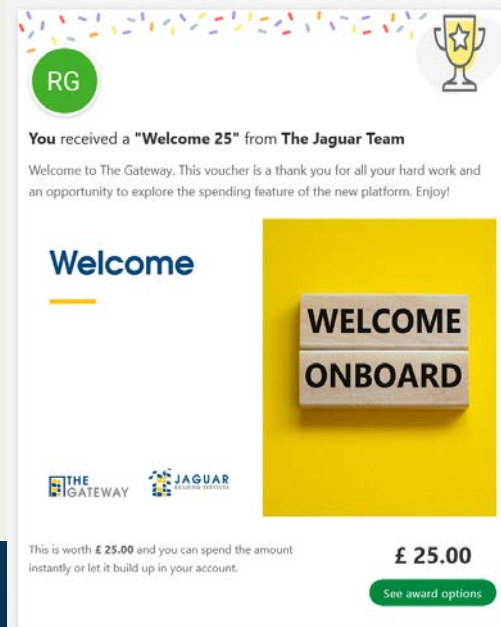 RG
You received a "Welcome 25" from The Jaguar Team
Welcome to The Gateway. This voucher is a thank you for all your hard work and
an opportunity to explore the spending feature of the new platform. Enjoy!
Welcome
WELCOME
ONBOARD
THE
GATEWAY
JAGUAR
BUILDING SERVICES
This is worth £ 25.00 and you can spend the amount
instantly or let it build up in your account.
£ 25.00
See award options